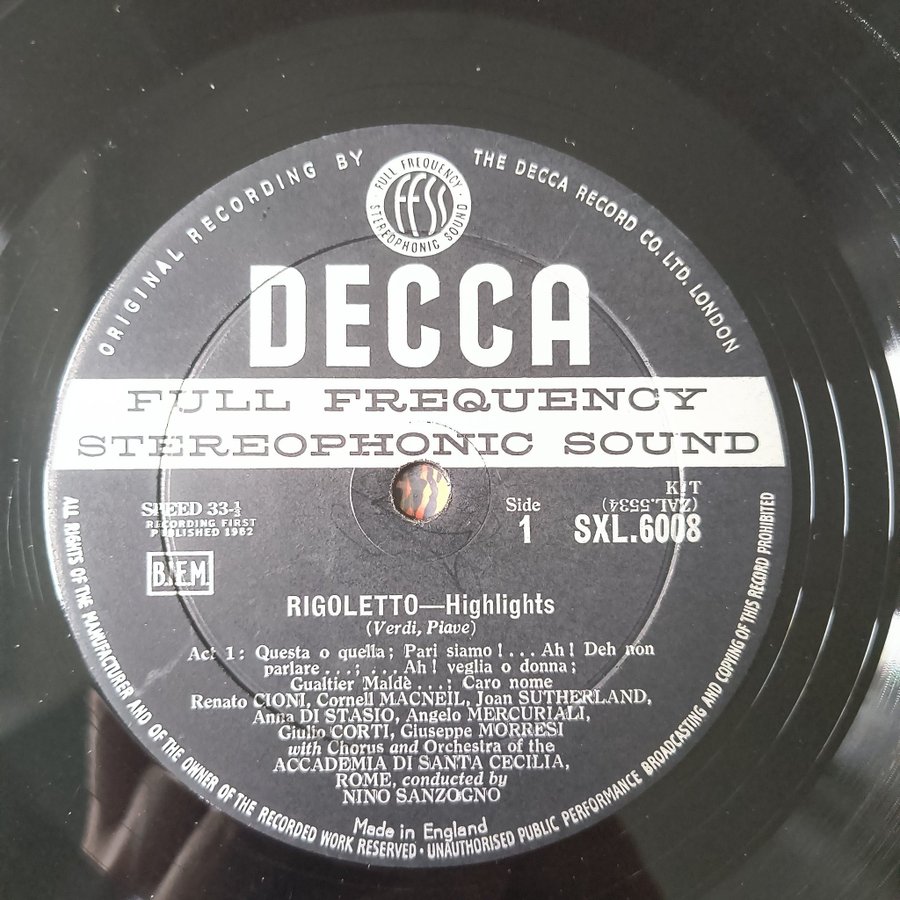 ORIGINAL RECORDING BY THE DECCA RECORD CO. LTD. LONDON
FULL FREQUENCY
FFSS
STEREOPHONIC SOUND
DECCA
FULL FREQUENCY
STEREOPHONIC SOUND
SPEED 33-⅓
RECORDING FIRST
PUBLISHED 1962
B.I.E.M.
Side
1
K/T
(ZAL.5534)
SXL.6008
RIGOLETTO—Highlights
(Verdi, Piave)
Act 1: Questa o quella; Pari siamo! . . . Ah! Deh non
parlare . . .; . . . Ah! veglia o donna;
Gualtier Maldè . . .; Caro nome
Renato CIONI, Cornell MACNEIL, Joan SUTHERLAND,
Anna DI STASIO, Angelo MERCURIALI,
Giulio CORTI, Giuseppe MORRESI
with Chorus and Orchestra of the
ACCADEMIA DI SANTA CECILIA,
ROME, conducted by
NINO SANZOGNO
Made in England
ALL RIGHTS OF THE MANUFACTURER AND OF THE OWNER OF THE RECORDED WORK RESERVED · UNAUTHORISED PUBLIC PERFORMANCE BROADCASTING AND COPYING OF THIS RECORD PROHIBITED